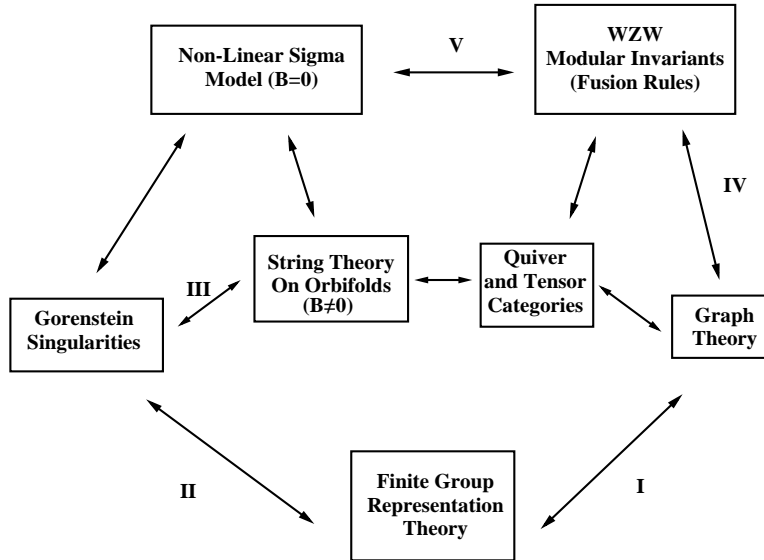 Non-Linear Sigma
Model (B=0)
V
WZW
Modular Invariants
(Fusion Rules)
IV
III
String Theory
On Orbifolds
(B≠0)
Quiver
and Tensor
Categories
Gorenstein
Singularities
Graph
Theory
II
Finite Group
Representation
Theory
I